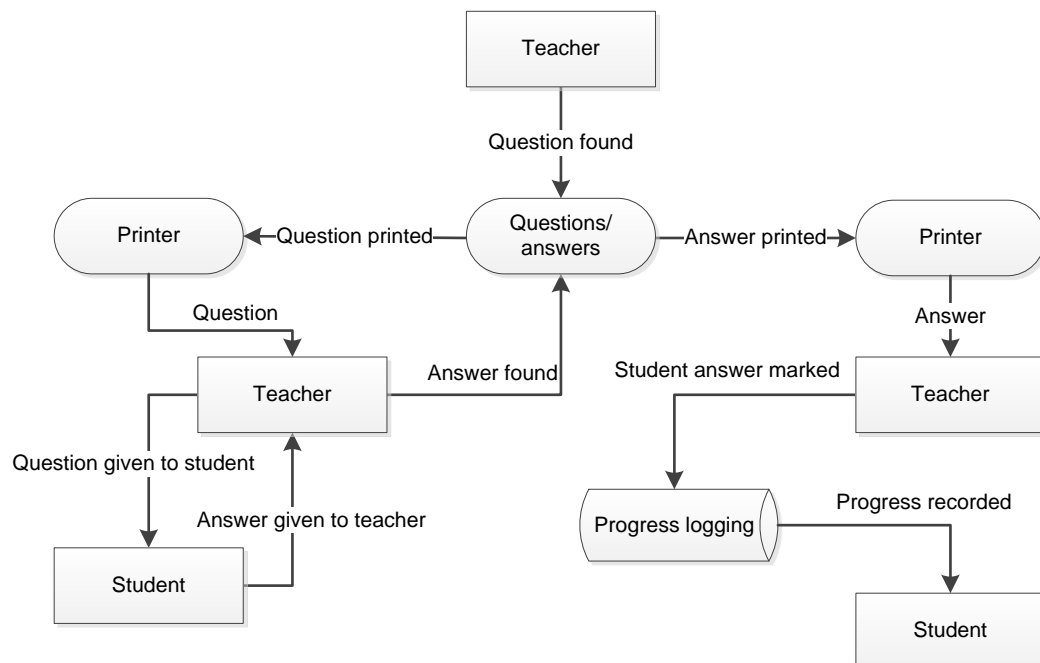 Teacher
Question found
Printer
Question printed
Questions/
answers
Answer printed
Printer
Question
Answer
Teacher
Answer found
Student answer marked
Teacher
Question given to student
Answer given to teacher
Progress logging
Progress recorded
Student
Student